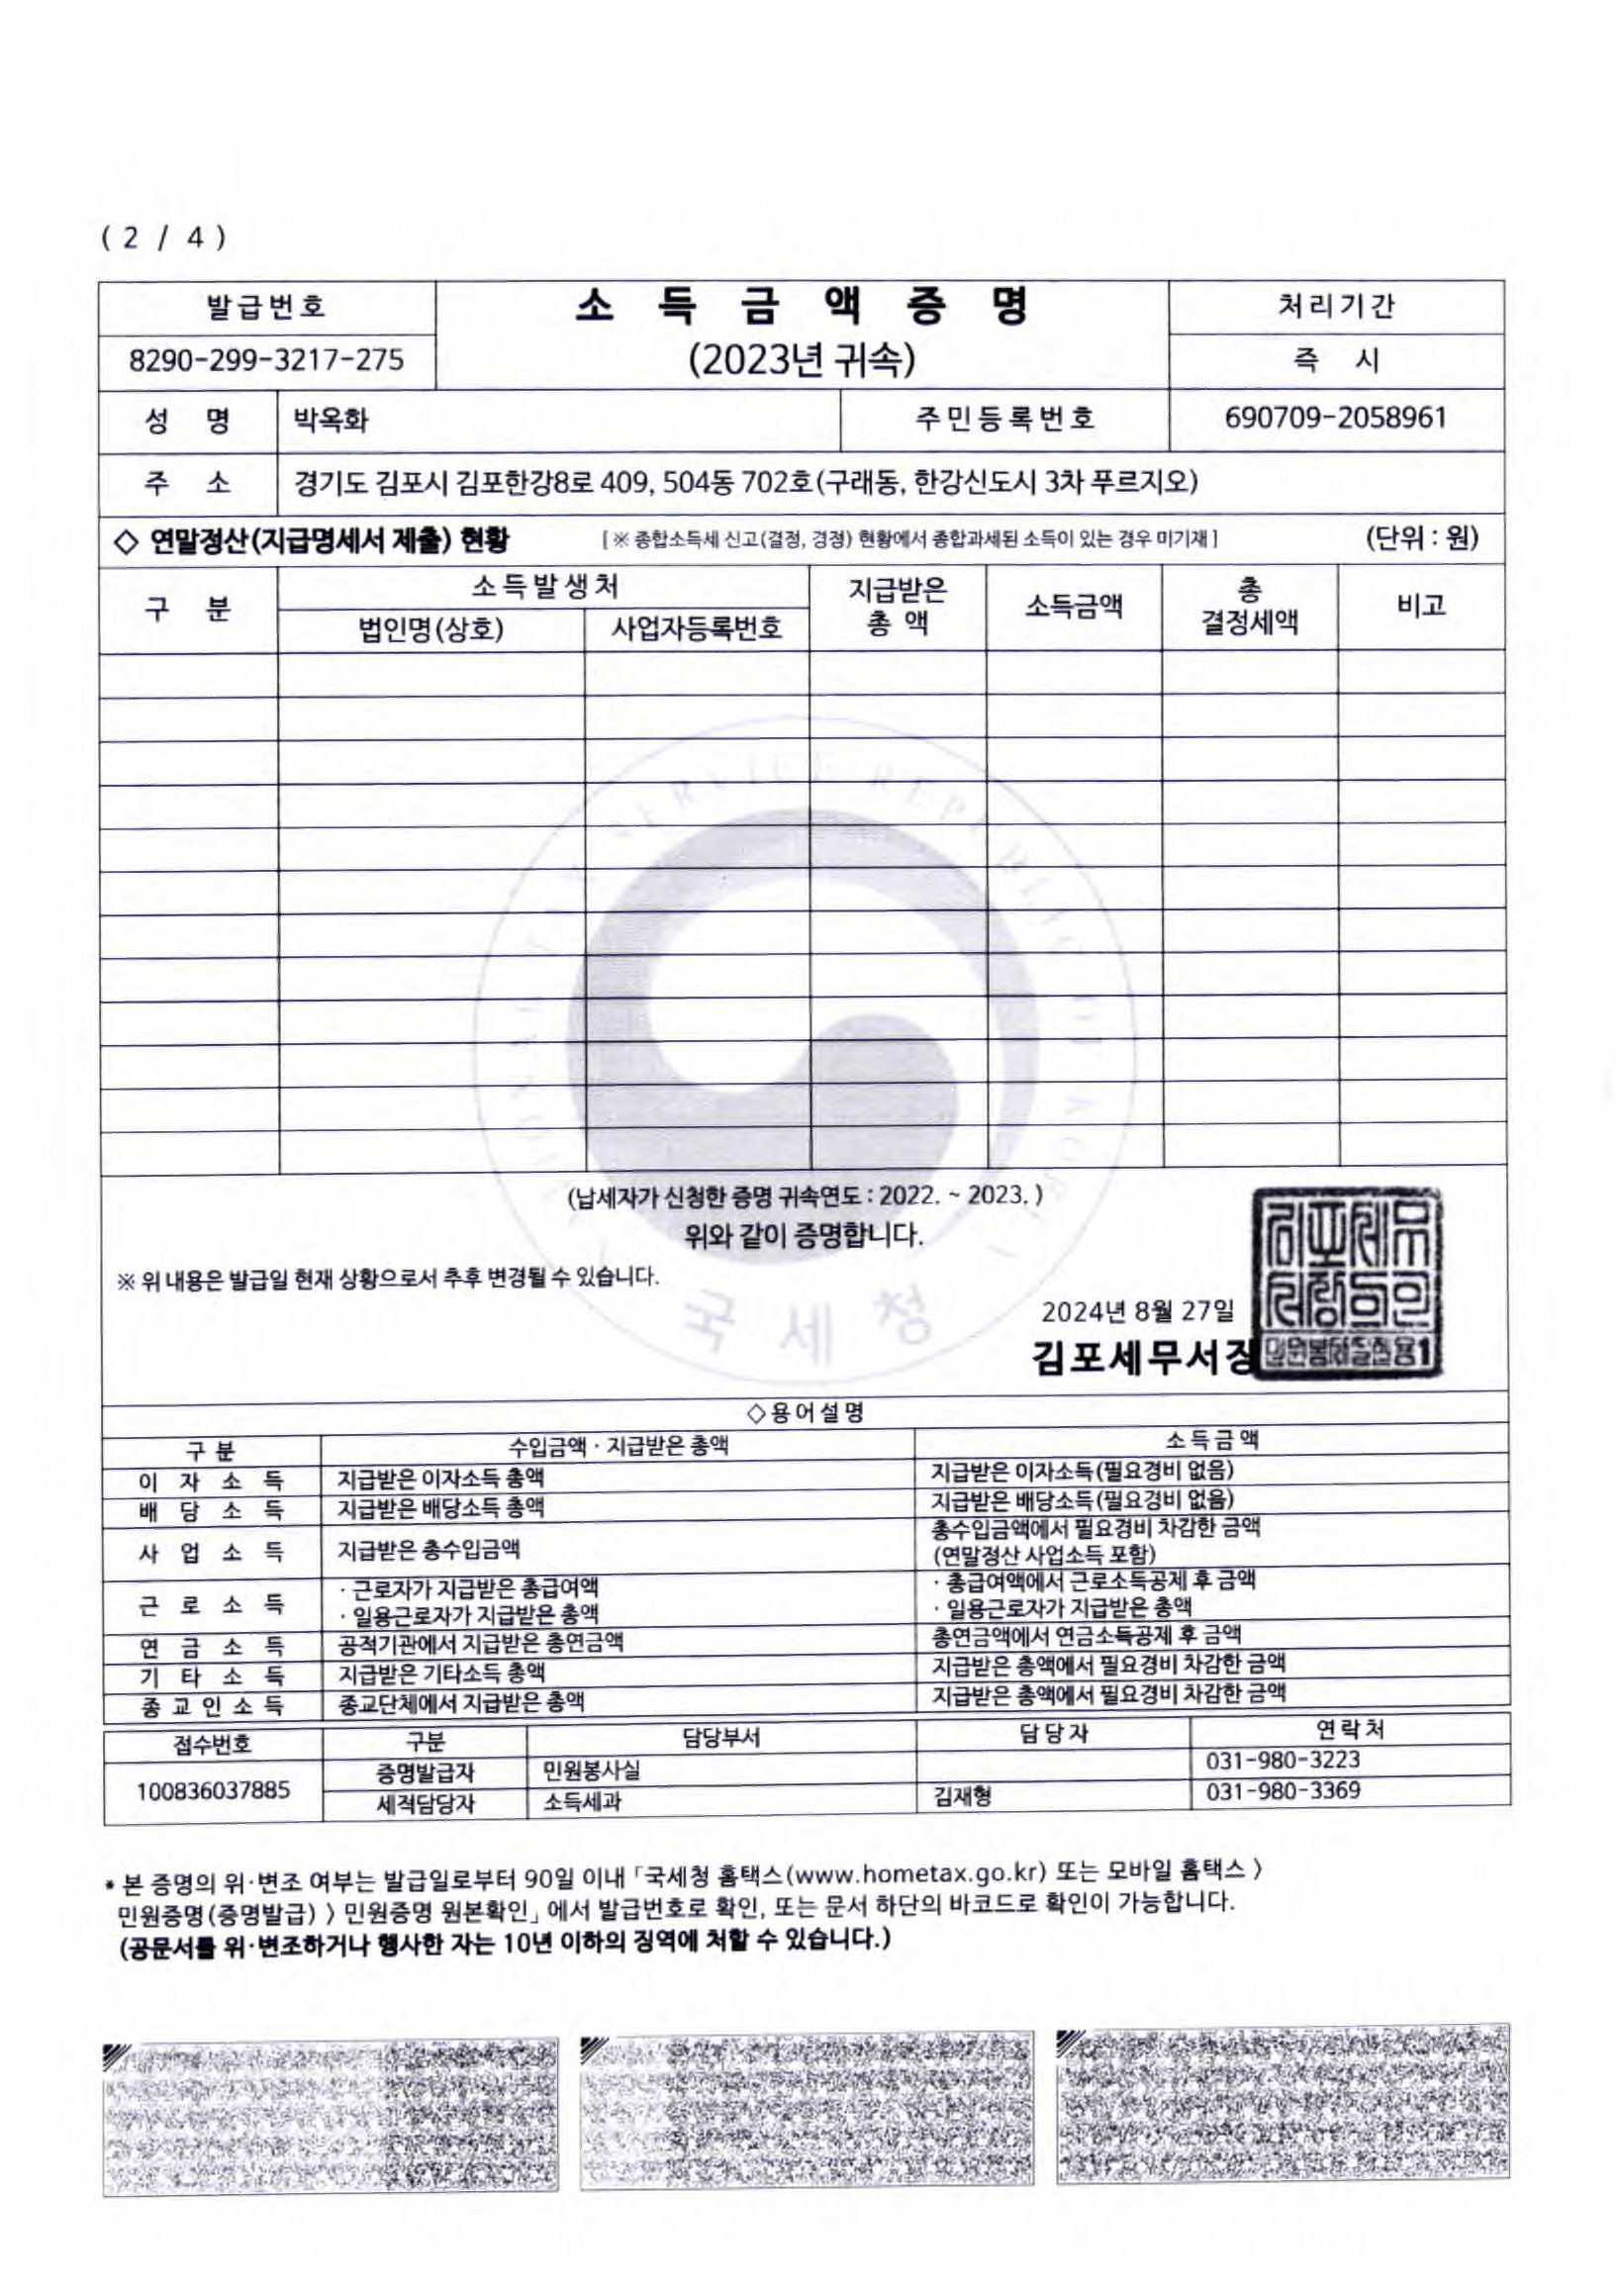 ( 2 / 4 )
발급번호
소 득 금 액 증 명
처리기간
8290-299-3217-275
(2023년 귀속)
즉 시
성 명 박옥화 주민등록번호 690709-2058961
주 소 경기도 김포시 김포한강8로 409, 504동 702호(구래동, 한강신도시 3차 푸르지오)
◇ 연말정산(지급명세서 제출) 현황 [ ※ 종합소득세 신고(결정, 경정) 현황에서 종합과세된 소득이 있는 경우 미기재 ] (단위 : 원)
구 분 소득발생처 지급받은 총 액 소득금액 총 결정세액 비고
법인명(상호) 사업자등록번호
(납세자가 신청한 증명 귀속연도 : 2022. ~ 2023. )
위와 같이 증명합니다.
※ 위 내용은 발급일 현재 상황으로서 추후 변경될 수 있습니다.
국 세 청
2024년 8월 27일
김포세무서장
◇용어설명
구 분 수입금액 · 지급받은 총액 소득금액
이 자 소 득 지급받은 이자소득 총액 지급받은 이자소득(필요경비 없음)
배 당 소 득 지급받은 배당소득 총액 지급받은 배당소득(필요경비 없음)
사 업 소 득 지급받은 총수입금액 총수입금액에서 필요경비 차감한 금액
(연말정산 사업소득 포함)
근 로 소 득 · 근로자가 지급받은 총급여액 · 총급여액에서 근로소득공제 후 금액
· 일용근로자가 지급받은 총액 · 일용근로자가 지급받은 총액
연 금 소 득 공적기관에서 지급받은 총연금액 총연금액에서 연금소득공제 후 금액
기 타 소 득 지급받은 기타소득 총액 지급받은 총액에서 필요경비 차감한 금액
종 교 인 소 득 종교단체에서 지급받은 총액 지급받은 총액에서 필요경비 차감한 금액
접수번호 구분 담당부서 담당자 연락처
100836037885 증명발급자 민원봉사실 031-980-3223
세적담당자 소득세과 김재형 031-980-3369
* 본 증명의 위·변조 여부는 발급일로부터 90일 이내 「국세청 홈택스(www.hometax.go.kr) 또는 모바일 홈택스 〉
민원증명(증명발급) 〉 민원증명 원본확인」에서 발급번호로 확인, 또는 문서 하단의 바코드로 확인이 가능합니다.
(공문서를 위·변조하거나 행사한 자는 10년 이하의 징역에 처할 수 있습니다.)